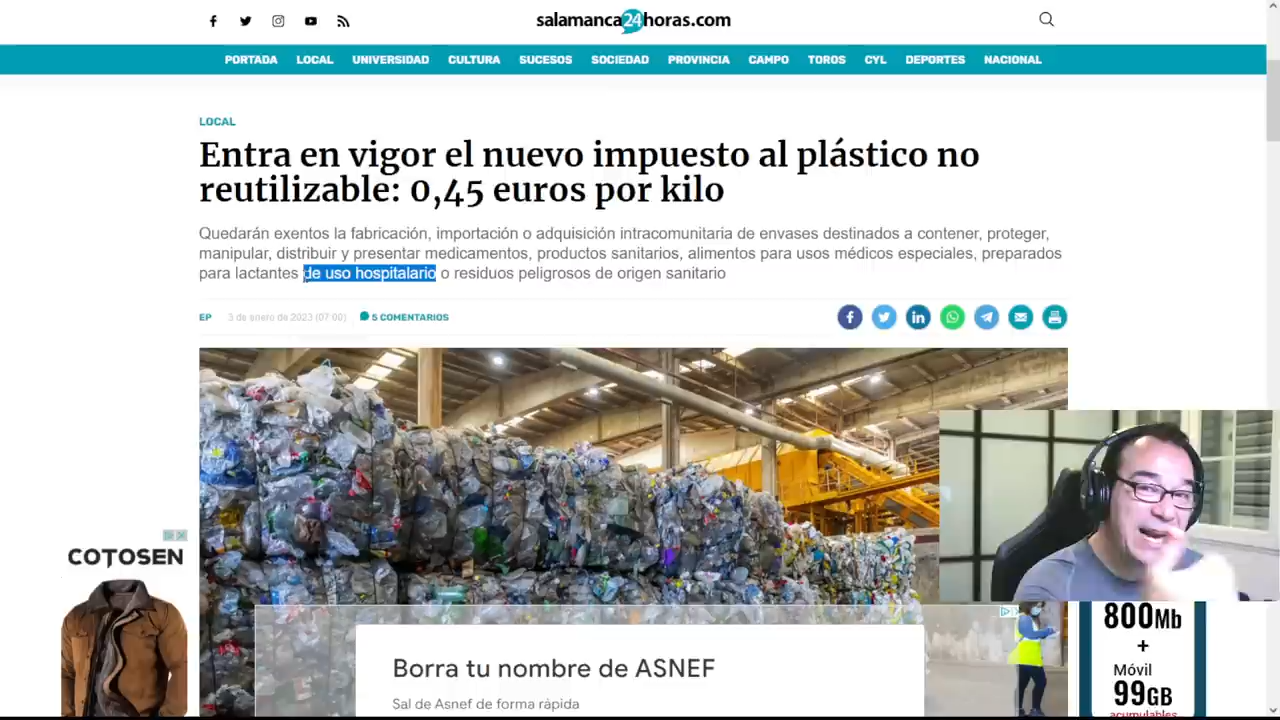 salamanca24horas.com
PORTADA LOCAL UNIVERSIDAD CULTURA SUCESOS SOCIEDAD PROVINCIA CAMPO TOROS CYL DEPORTES NACIONAL
LOCAL
Entra en vigor el nuevo impuesto al plástico no
reutilizable: 0,45 euros por kilo
Quedarán exentos la fabricación, importación o adquisición intracomunitaria de envases destinados a contener, proteger,
manipular, distribuir y presentar medicamentos, productos sanitarios, alimentos para usos médicos especiales, preparados
para lactantes de uso hospitalario o residuos peligrosos de origen sanitario
EP 3 de enero de 2023 (07:00) 5 COMENTARIOS
COTOSEN
Borra tu nombre de ASNEF
Sal de Asnef de forma rápida
800Mb
+
Móvil
99GB
acumulables